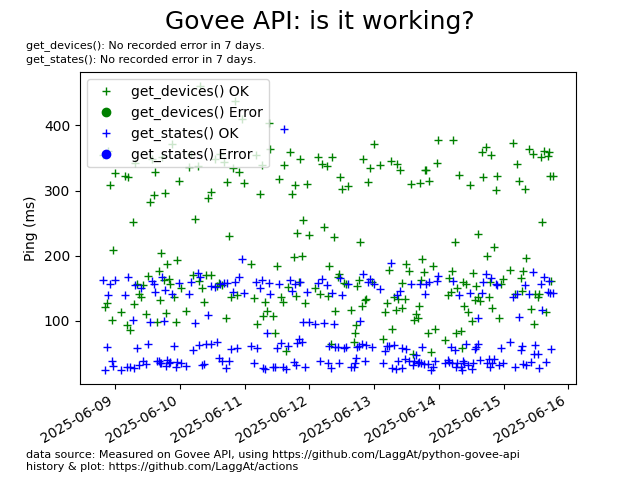 Govee API: is it working?
get_devices(): No recorded error in 7 days.
get_states(): No recorded error in 7 days.
get_devices() OK
get_devices() Error
get_states() OK
get_states() Error
Ping (ms)
400
300
200
100
2025-06-09
2025-06-10
2025-06-11
2025-06-12
2025-06-13
2025-06-14
2025-06-15
2025-06-16
data source: Measured on Govee API, using https://github.com/LaggAt/python-govee-api
history & plot: https://github.com/LaggAt/actions